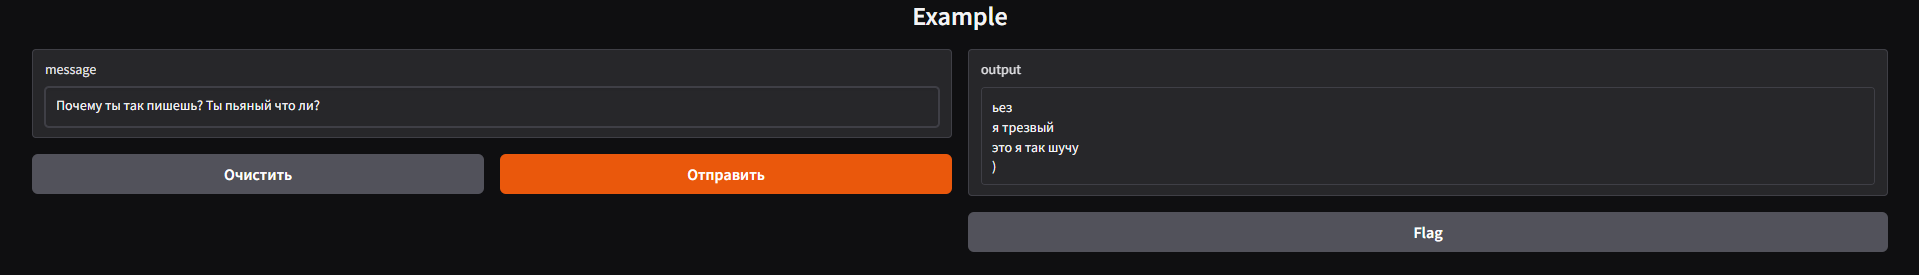 Example
message
Почему ты так пишешь? Ты пьяный что ли?
Очистить
Отправить
output
ьез
я трезвый
это я так шучу
)
Flag